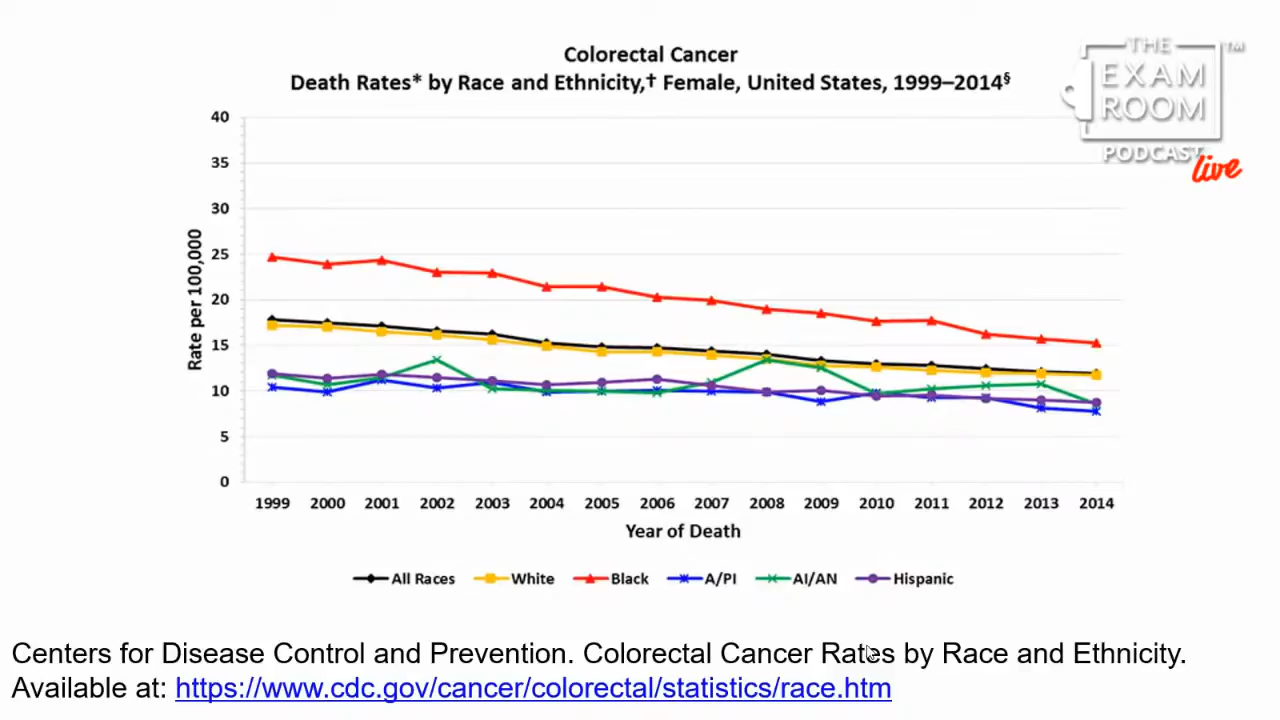 Colorectal Cancer
Death Rates* by Race and Ethnicity,† Female, United States, 1999–2014§
THE
EXAM
ROOM
™
PODCAST
live
40
35
30
25
20
15
10
5
0
Rate per 100,000
1999 2000 2001 2002 2003 2004 2005 2006 2007 2008 2009 2010 2011 2012 2013 2014
Year of Death
All Races White Black A/PI AI/AN Hispanic
Centers for Disease Control and Prevention. Colorectal Cancer Rates by Race and Ethnicity.
Available at: https://www.cdc.gov/cancer/colorectal/statistics/race.htm